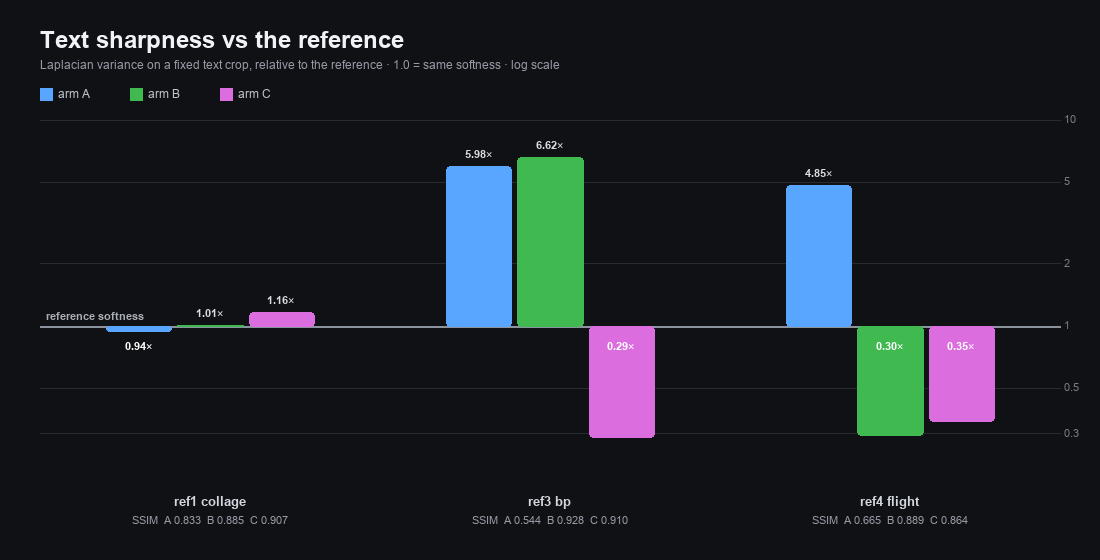 Text sharpness vs the reference
Laplacian variance on a fixed text crop, relative to the reference · 1.0 = same softness · log scale
arm A
arm B
arm C
10
5
2
1
0.5
0.3
reference softness
0.94×
1.01×
1.16×
5.98×
6.62×
0.29×
4.85×
0.30×
0.35×
ref1 collage
SSIM A 0.833 B 0.885 C 0.907
ref3 bp
SSIM A 0.544 B 0.928 C 0.910
ref4 flight
SSIM A 0.665 B 0.889 C 0.864